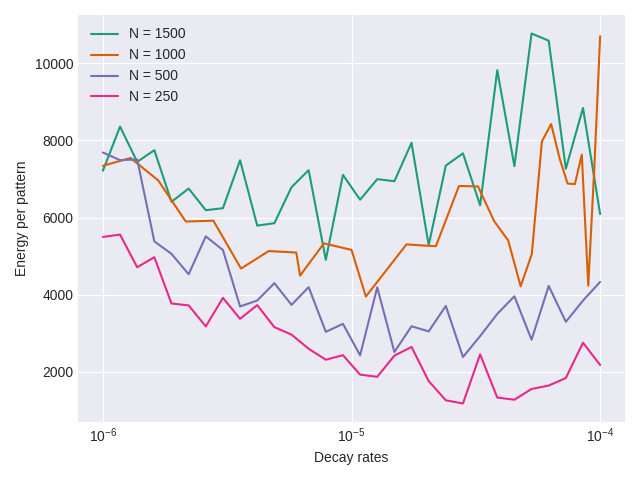 N = 1500
N = 1000
N = 500
N = 250
Energy per pattern
10000
8000
6000
4000
2000
10⁻⁶ 10⁻⁵ 10⁻⁴
Decay rates